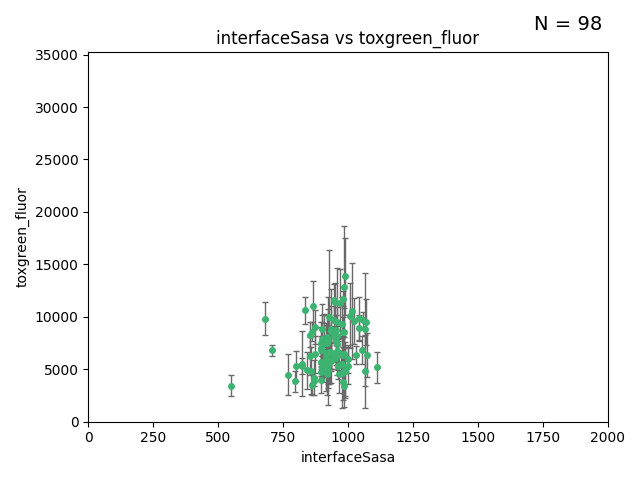 N = 98
interfaceSasa vs toxgreen_fluor
35000
30000
25000
20000
15000
10000
5000
0
toxgreen_fluor
0 250 500 750 1000 1250 1500 1750 2000
interfaceSasa